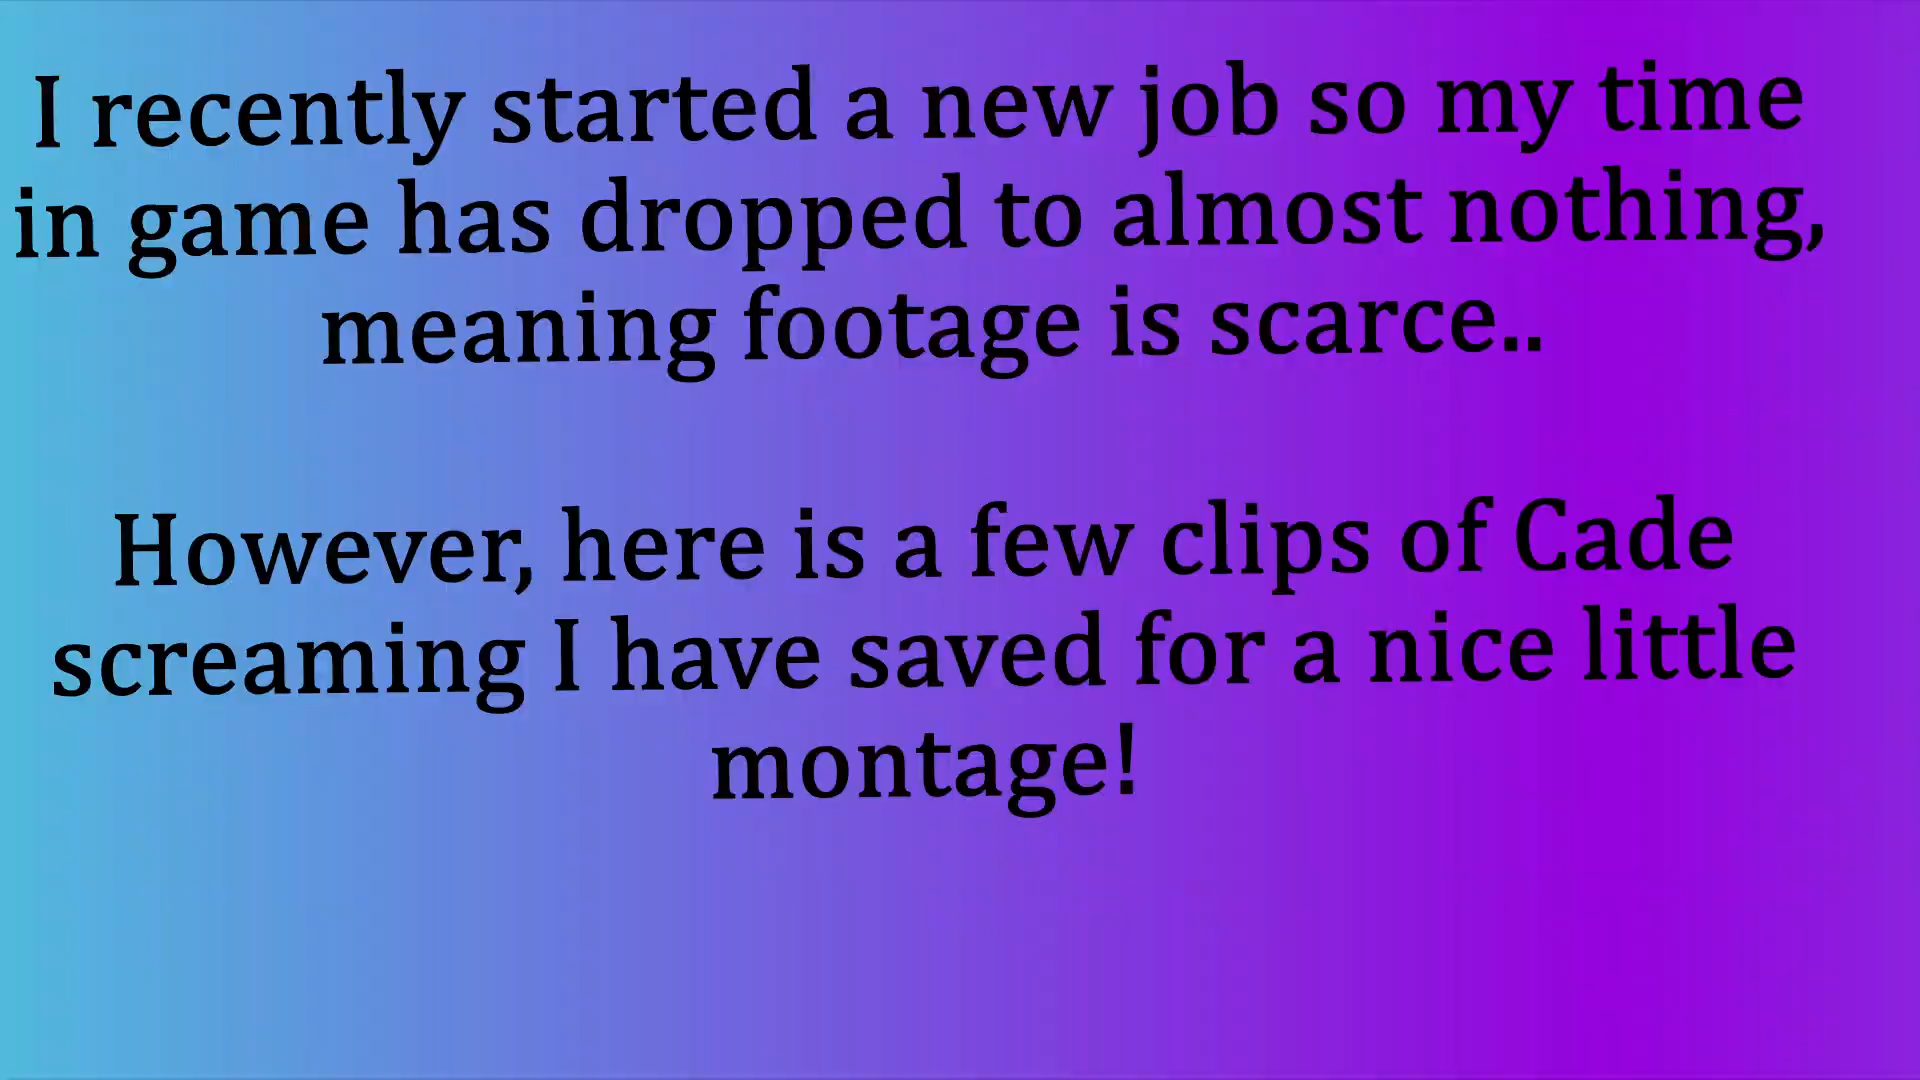 I recently started a new job so my time
in game has dropped to almost nothing,
meaning footage is scarce..
However, here is a few clips of Cade
screaming I have saved for a nice little
montage!